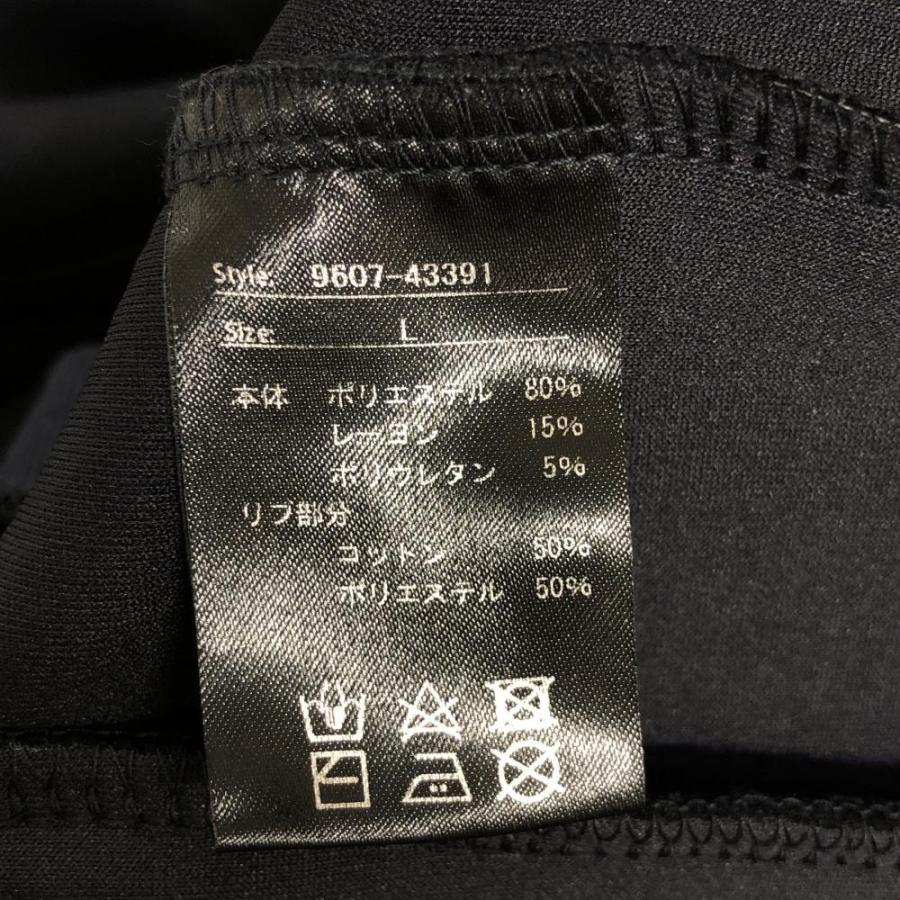 Style: 9607-43391
Size: L
本体 ポリエステル 80%
レーヨン 15%
ポリウレタン 5%
リブ部分
コットン 50%
ポリエステル 50%